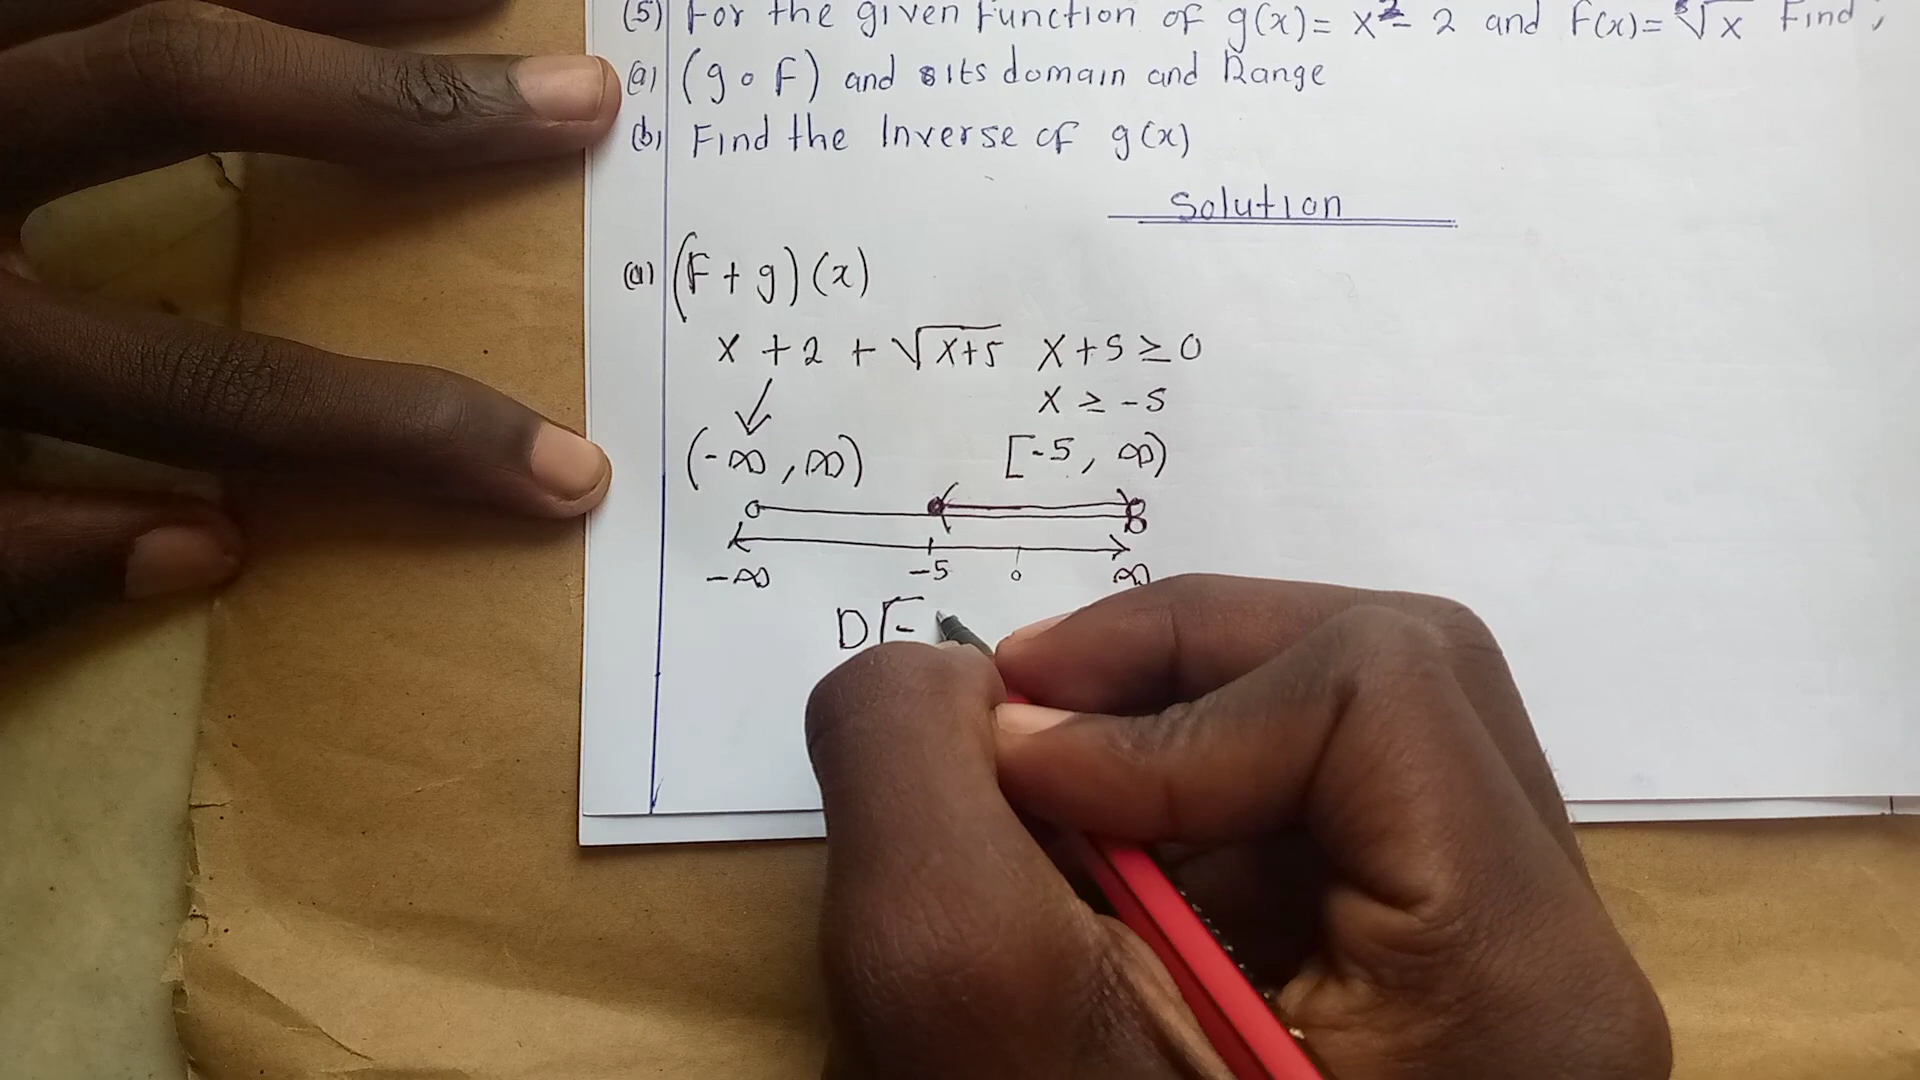 (5) For the given function of g(x)= x² - 2 and F(x)= ³√x Find ;
(a) (g ∘ F) and its domain and Range
(b) Find the Inverse of g(x)
Solution
(a) (F + g)(x)
x + 2 + √x+5 x+5 ≥ 0
x ≥ -5
(-∞, ∞) [-5, ∞)
-∞ -5 0 ∞
D[-